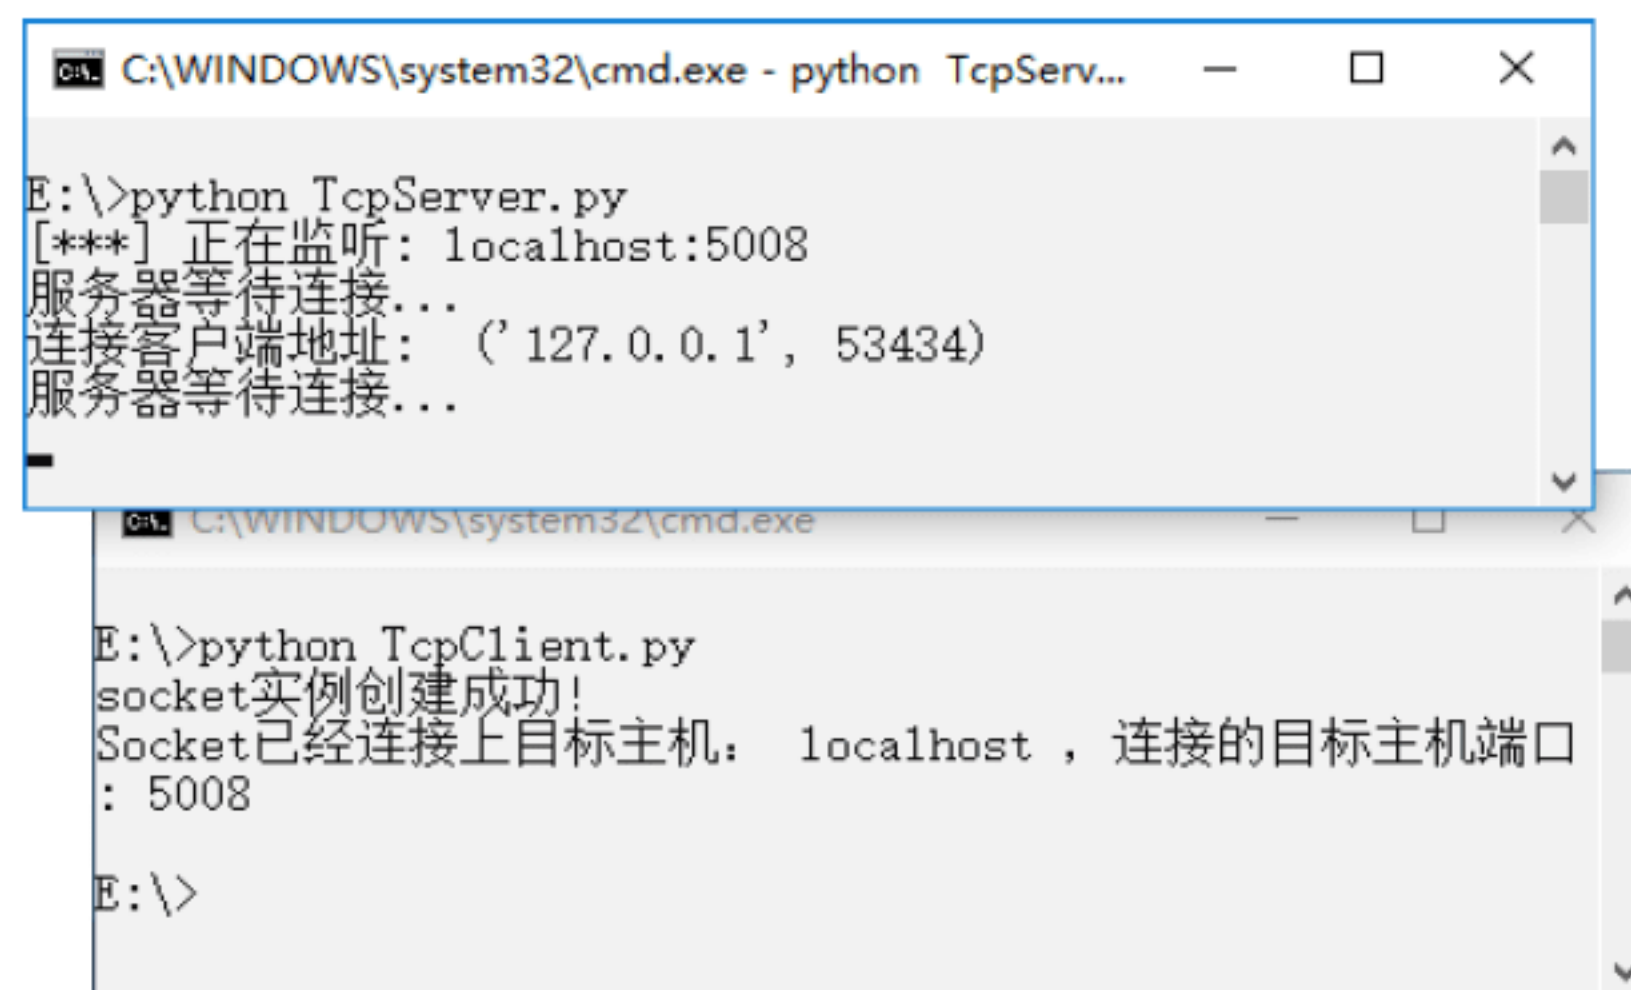 C:\WINDOWS\system32\cmd.exe - python  TcpServ...
E:\>python TcpServer.py
[***] 正在监听: localhost:5008
服务器等待连接...
连接客户端地址:  ('127.0.0.1', 53434)
服务器等待连接...
C:\WINDOWS\system32\cmd.exe
E:\>python TcpClient.py
socket实例创建成功!
Socket已经连接上目标主机: localhost , 连接的目标主机端口
: 5008
E:\>